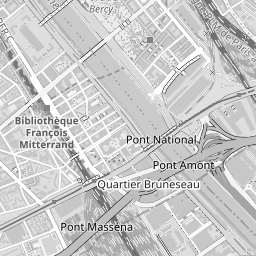 Bercy
Bibliothèque
François
Mitterrand
Pont National
Pont Amont
Quartier Bruneseau
Pont Masséna